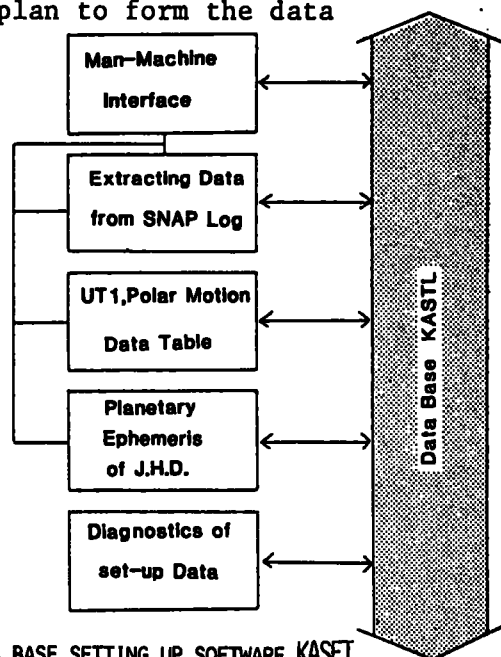 plan to form the data
Man-Machine
Interface
Extracting Data
from SNAP Log
UT1,Polar Motion
Data Table
Planetary
Ephemeris
of J.H.D.
Diagnostics of
set-up Data
Data Base KASTL
BASE SETTING UP SOFTWARE KASET